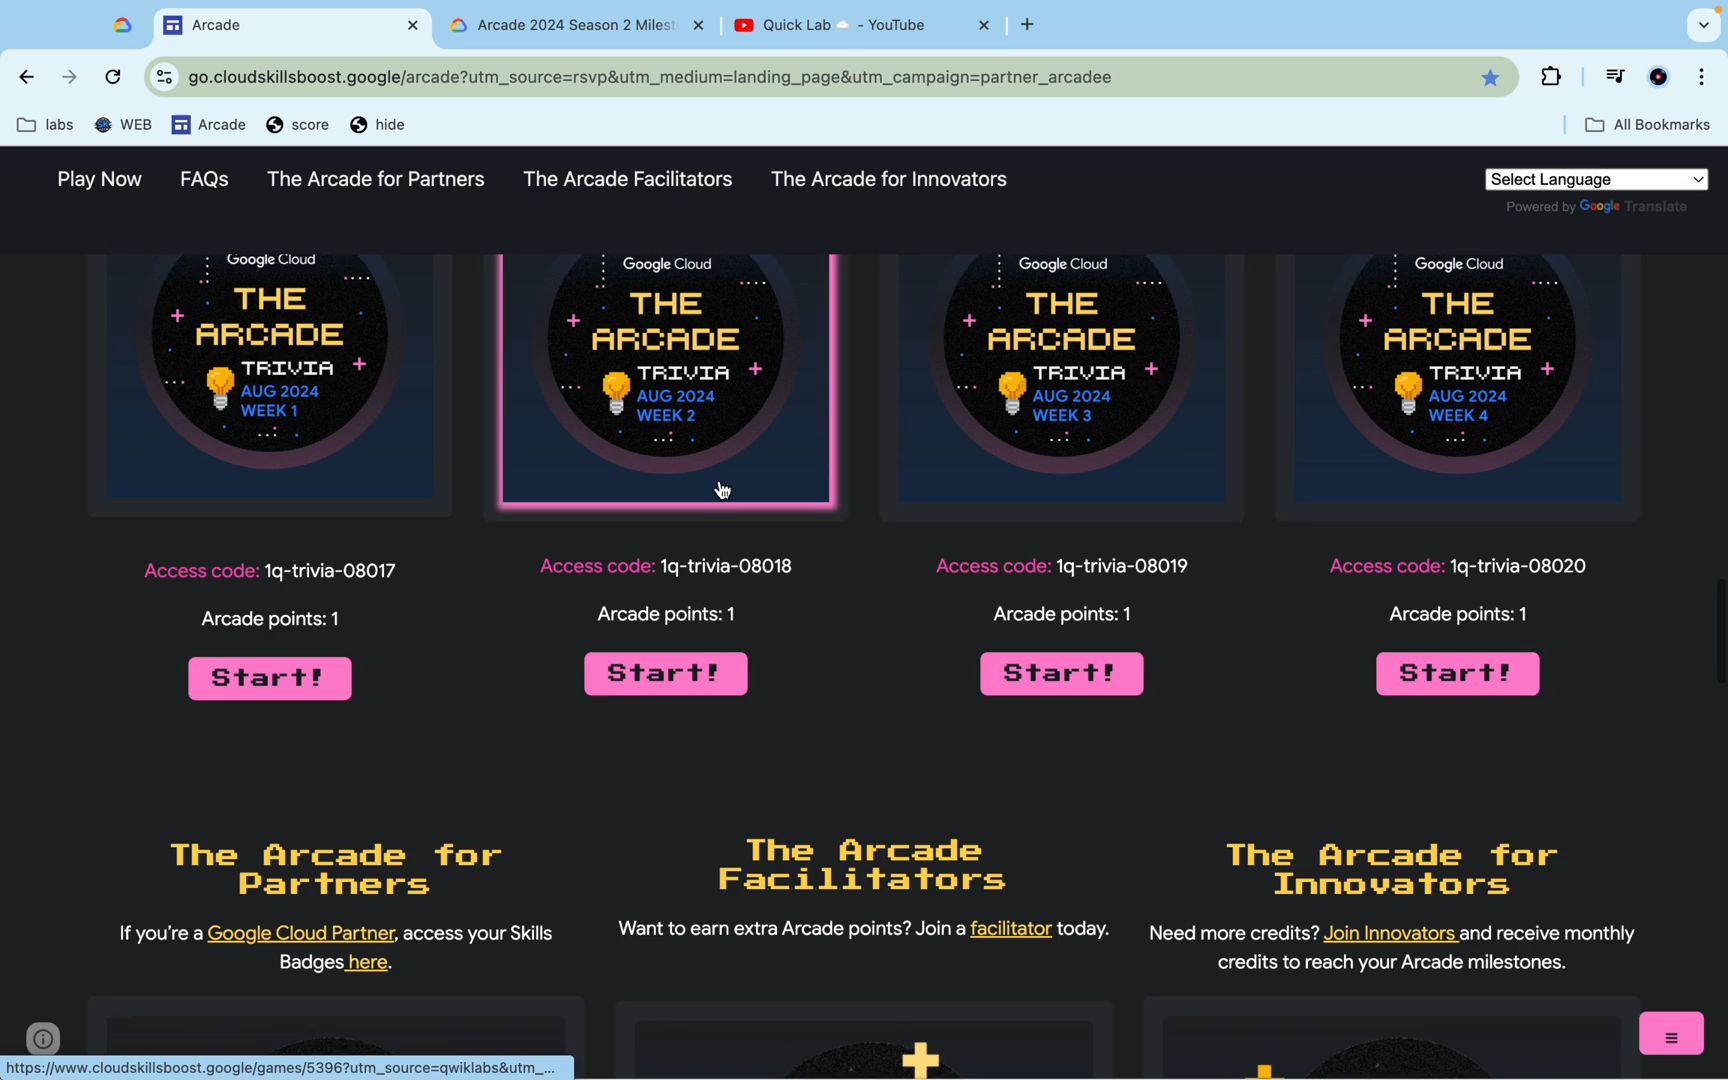 Arcade
Arcade 2024 Season 2 Milest
Quick Lab ☁️ - YouTube
go.cloudskillsboost.google/arcade?utm_source=rsvp&utm_medium=landing_page&utm_campaign=partner_arcadee
labs
WEB
Arcade
score
hide
All Bookmarks
Play Now
FAQs
The Arcade for Partners
The Arcade Facilitators
The Arcade for Innovators
Select Language
Powered by Google Translate
Google Cloud
THE
ARCADE
TRIVIA
AUG 2024
WEEK 1
Access code: 1q-trivia-08017
Arcade points: 1
Start!
Google Cloud
THE
ARCADE
TRIVIA
AUG 2024
WEEK 2
Access code: 1q-trivia-08018
Arcade points: 1
Start!
Google Cloud
THE
ARCADE
TRIVIA
AUG 2024
WEEK 3
Access code: 1q-trivia-08019
Arcade points: 1
Start!
Google Cloud
THE
ARCADE
TRIVIA
AUG 2024
WEEK 4
Access code: 1q-trivia-08020
Arcade points: 1
Start!
The Arcade for
Partners
If you're a Google Cloud Partner, access your Skills
Badges here.
The Arcade
Facilitators
Want to earn extra Arcade points? Join a facilitator today.
The Arcade for
Innovators
Need more credits? Join Innovators and receive monthly
credits to reach your Arcade milestones.
https://www.cloudskillsboost.google/games/5396?utm_source=qwiklabs&utm_...